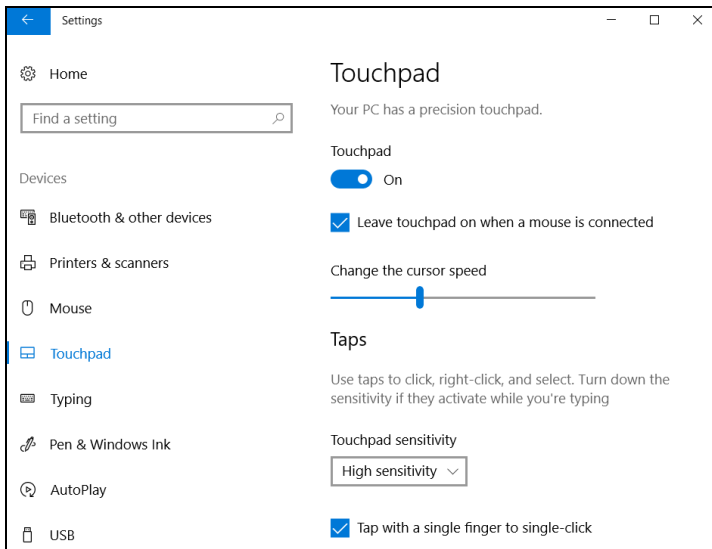 Settings
Home
Find a setting
Devices
Bluetooth & other devices
Printers & scanners
Mouse
Touchpad
Typing
Pen & Windows Ink
AutoPlay
USB
Touchpad
Your PC has a precision touchpad.
Touchpad
On
Leave touchpad on when a mouse is connected
Change the cursor speed
Taps
Use taps to click, right-click, and select. Turn down the
sensitivity if they activate while you're typing
Touchpad sensitivity
High sensitivity
Tap with a single finger to single-click